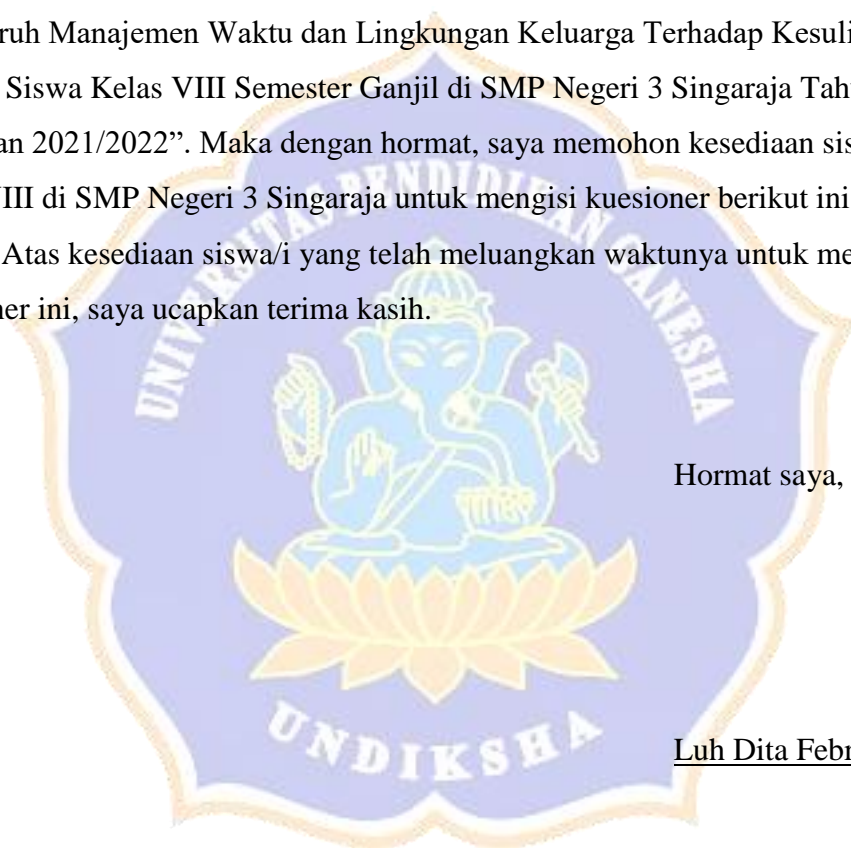 ruh Manajemen Waktu dan Lingkungan Keluarga Terhadap Kesuli
Siswa Kelas VIII Semester Ganjil di SMP Negeri 3 Singaraja Tah
an 2021/2022”. Maka dengan hormat, saya memohon kesediaan sis
III di SMP Negeri 3 Singaraja untuk mengisi kuesioner berikut ini
Atas kesediaan siswa/i yang telah meluangkan waktunya untuk me
er ini, saya ucapkan terima kasih.
UNIVERSITAS PENDIDIKAN GANESHA
Hormat saya,
Luh Dita Febr
UNDIKSHA